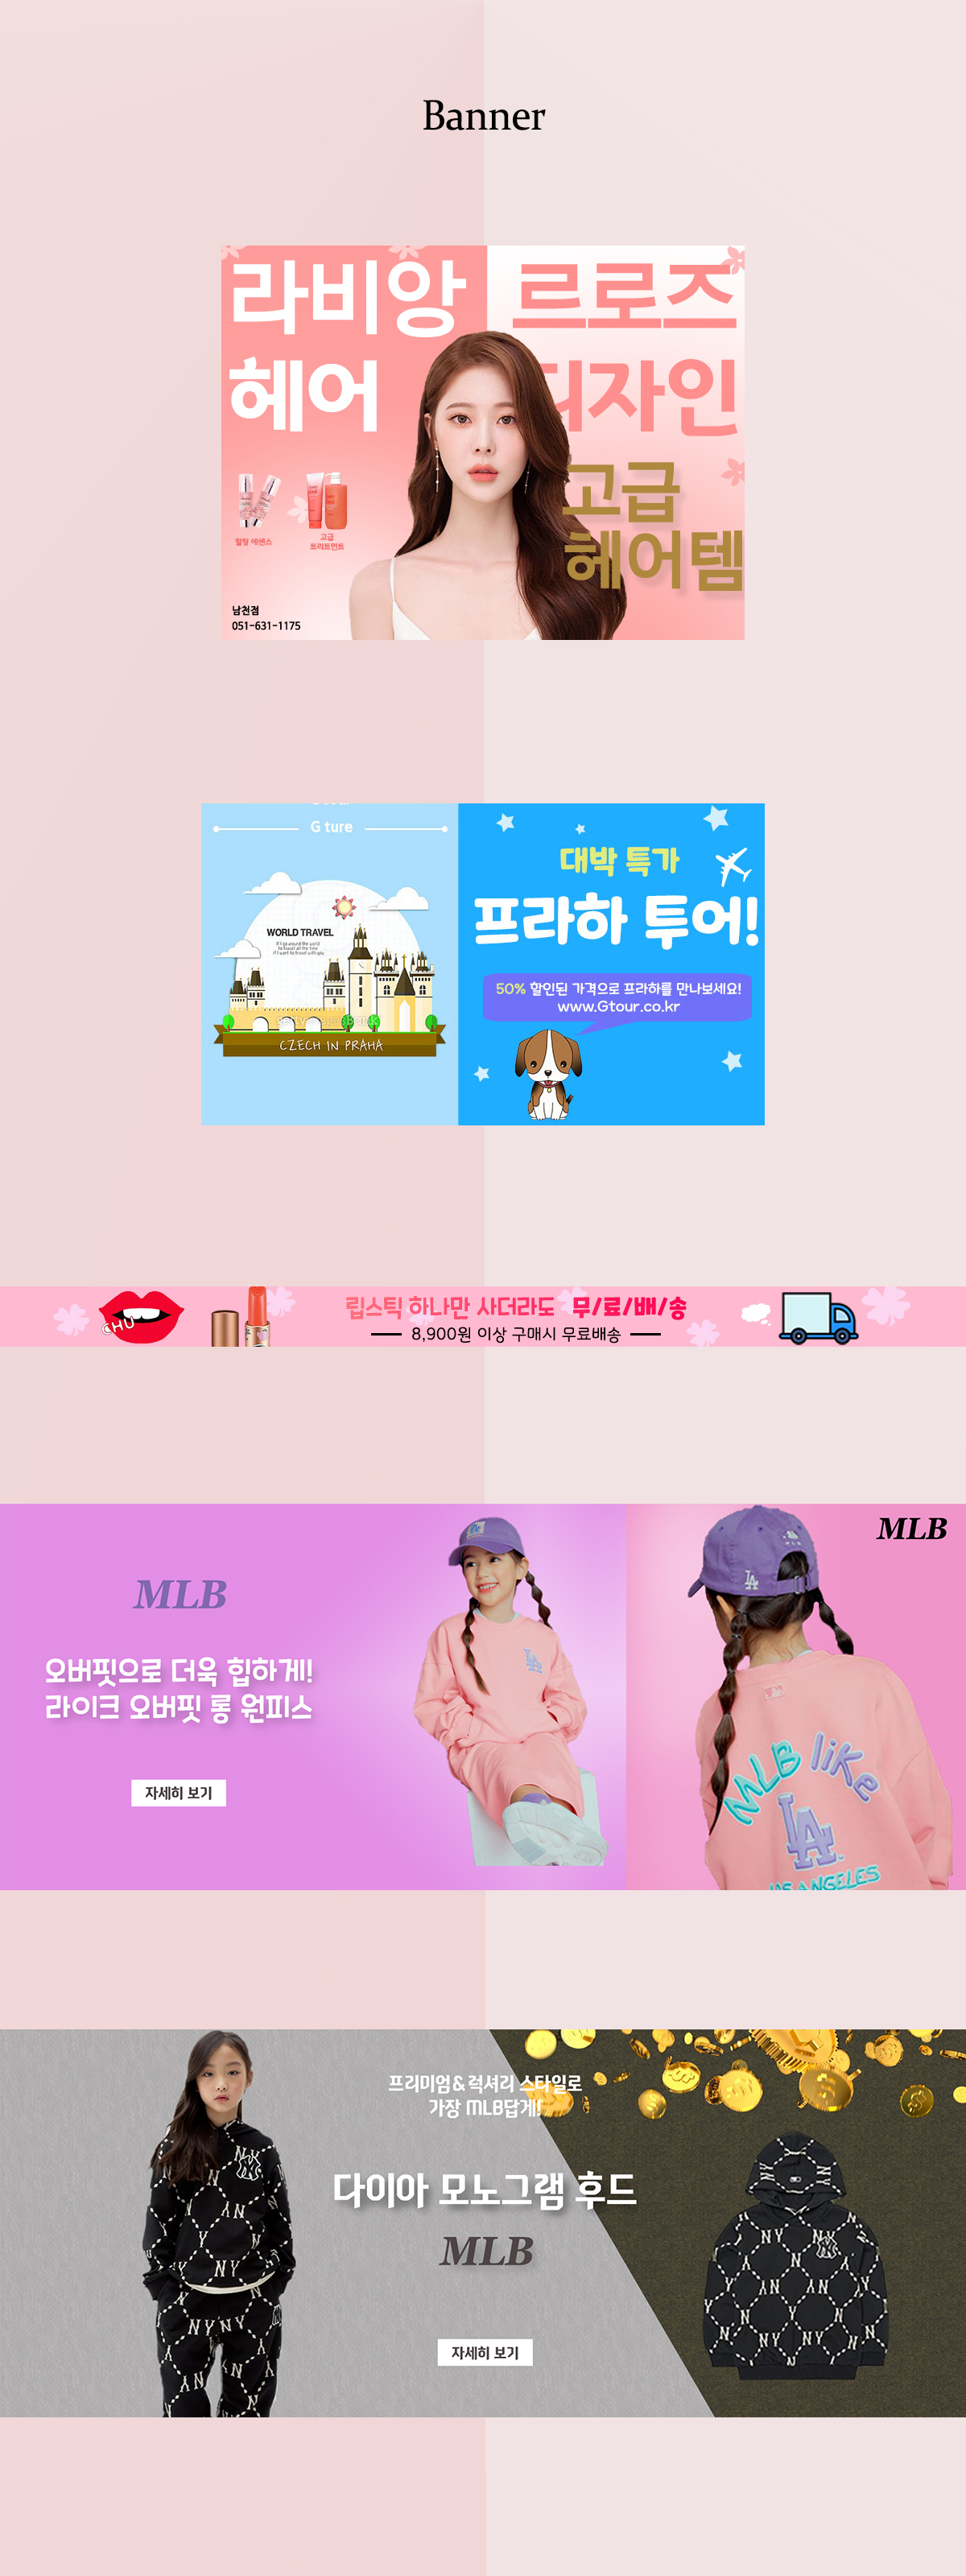 Banner
라비앙 르로즈
헤어 디자인
고급
헤어템
힐링 에센스
고급
트리트먼트
남천점
051-631-1175
G ture
대박 특가
프라하 투어!
WORLD TRAVEL
50% 할인된 가격으로 프라하를 만나보세요!
www.Gtour.co.kr
CZECH IN PRAHA
CHU
립스틱 하나만 사더라도 무/료/배/송
8,900원 이상 구매시 무료배송
MLB
MLB
오버핏으로 더욱 힙하게!
라이크 오버핏 롱 원피스
자세히 보기
LA
MLB like
LA
LOS ANGELES
프리미엄&럭셔리 스타일로
가장 MLB답게!
다이아 모노그램 후드
MLB
자세히 보기